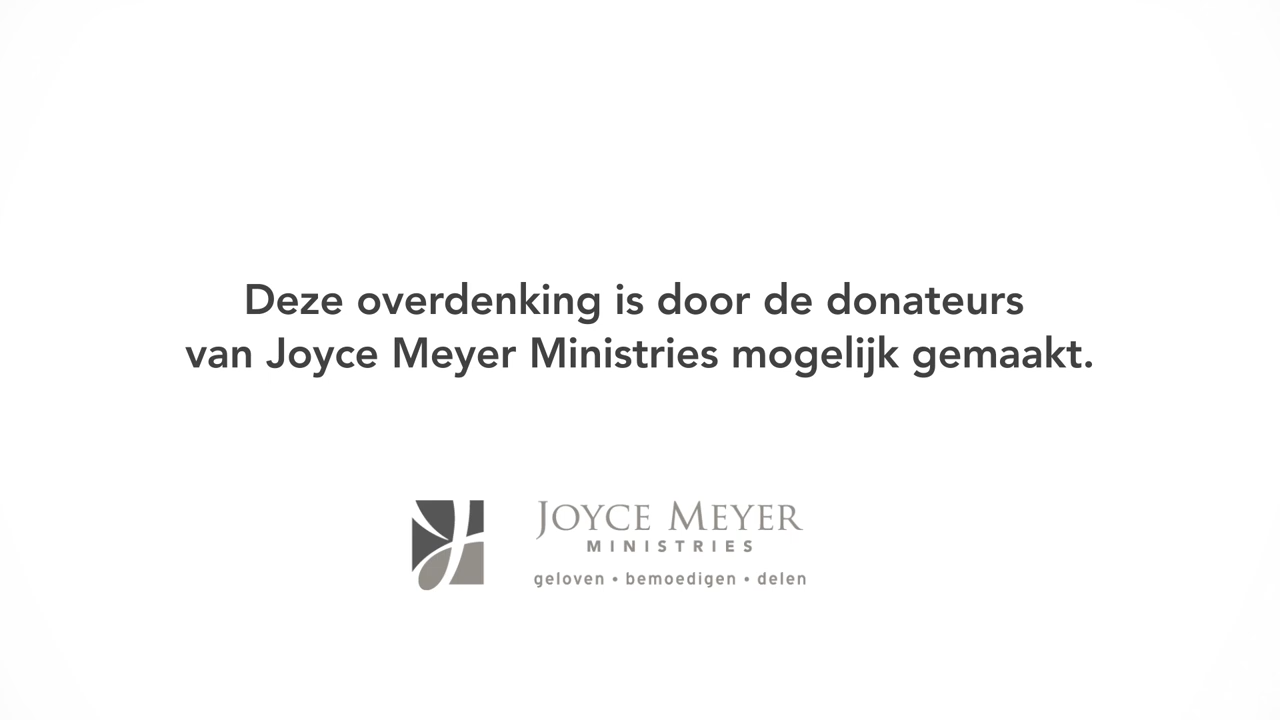 Deze overdenking is door de donateurs
van Joyce Meyer Ministries mogelijk gemaakt.
JOYCE MEYER
MINISTRIES
geloven • bemoedigen • delen